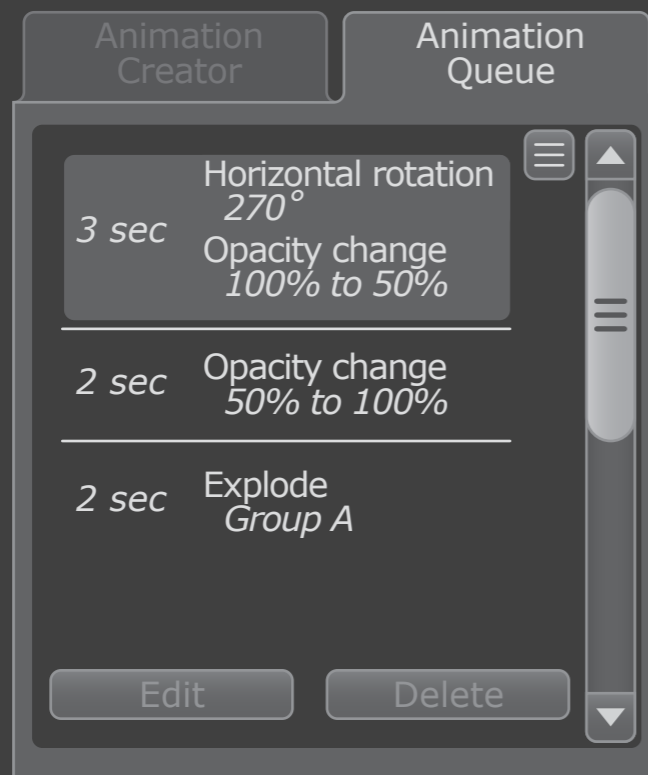 Animation
Creator
Animation
Queue
3 sec
Horizontal rotation
270°
Opacity change
100% to 50%
2 sec
Opacity change
50% to 100%
2 sec
Explode
Group A
Edit
Delete